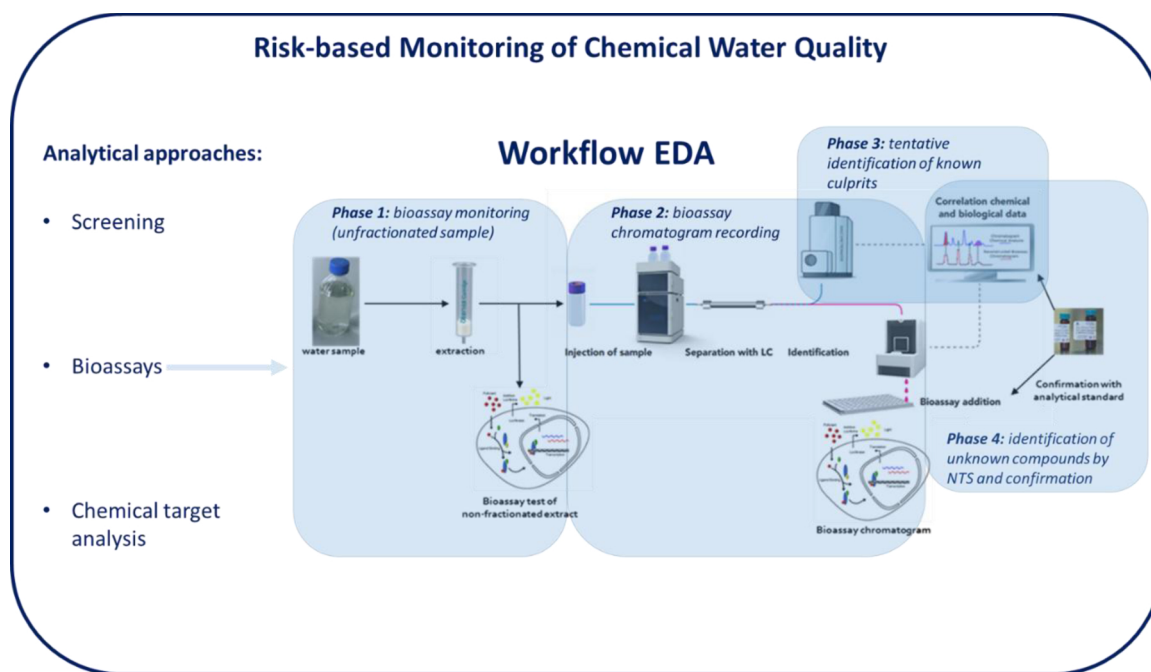 Risk-based Monitoring of Chemical Water Quality
Analytical approaches:
• Screening
• Bioassays
• Chemical target
analysis
Workflow EDA
Phase 1: bioassay monitoring
(unfractionated sample)
water sample
extraction
Bioassay test of
non-fractionated extract
Phase 2: bioassay
chromatogram recording
Injection of sample
Separation with LC
Identification
Phase 3: tentative
identification of known
culprits
Correlation chemical
and biological data
Bioassay addition
Bioassay chromatogram
Confirmation with
analytical standard
Phase 4: identification of
unknown compounds by
NTS and confirmation